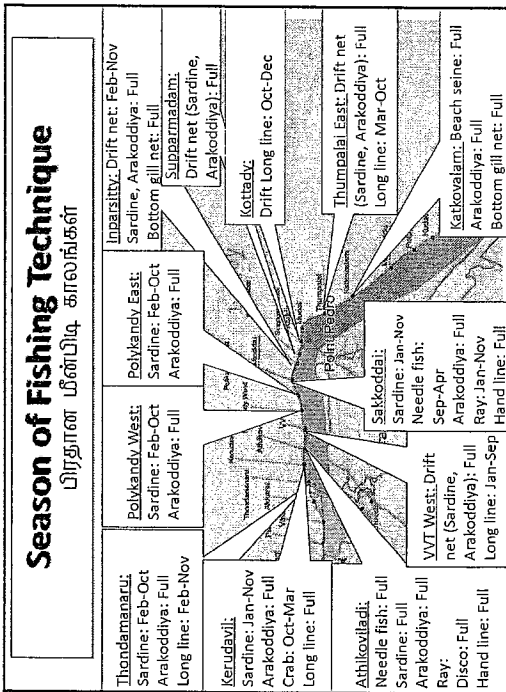 Season of Fishing Technique
பிரதான மீன்பிடி காலங்கள்
Thondamanaru:
Sardine: Feb-Oct
Arakoddiya: Full
Long line: Feb-Nov
Polykandy West:
Sardine: Feb-Oct
Arakoddiya: Full
Polykandy East:
Sardine: Feb-Oct
Arakoddiya: Full
Inparsitty: Drift net: Feb-Nov
Sardine, Arakoddiya: Full
Bottom gill net: Full
Supparmadam:
Drift net (Sardine,
Arakoddiya): Full
Kottady:
Drift Long line: Oct-Dec
Thumpalai East: Drift net
(Sardine, Arakoddiya): Full
Long line: Mar-Oct
Katkovalam: Beach seine: Full
Arakoddiya: Full
Bottom gill net: Full
Kerudavil:
Sardine: Jan-Nov
Arakoddiya: Full
Crab: Oct-Mar
Long line: Full
Athikoviladi:
Needle fish: Full
Sardine: Full
Arakoddiya: Full
Ray:
Disco: Full
Hand line: Full
VVT West: Drift
net (Sardine,
Arakoddiya): Full
Long line: Jan-Sep
Sakkoddai:
Sardine: Jan-Nov
Needle fish:
Sep-Apr
Arakoddiya: Full
Ray: Jan-Nov
Hand line: Full
Point Pedro